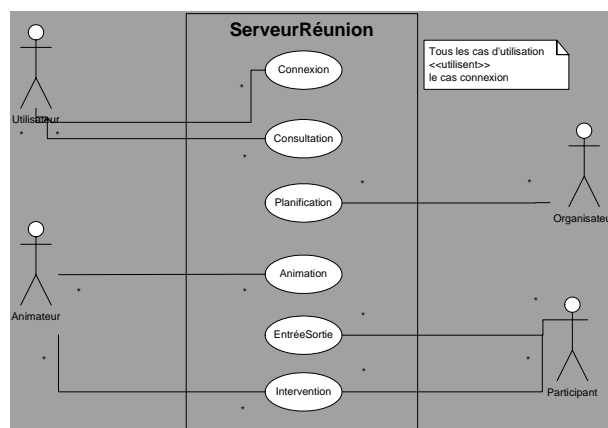 ServeurRéunion
Tous les cas d'utilisation
<<utilisent>>
le cas connexion
Connexion
*
Utilisateur
*
*
Consultation
*
Planification
*
*
Organisateur
Animation
*
*
Animateur
EntréeSortie
*
*
Intervention
*
*
*
*
Participant